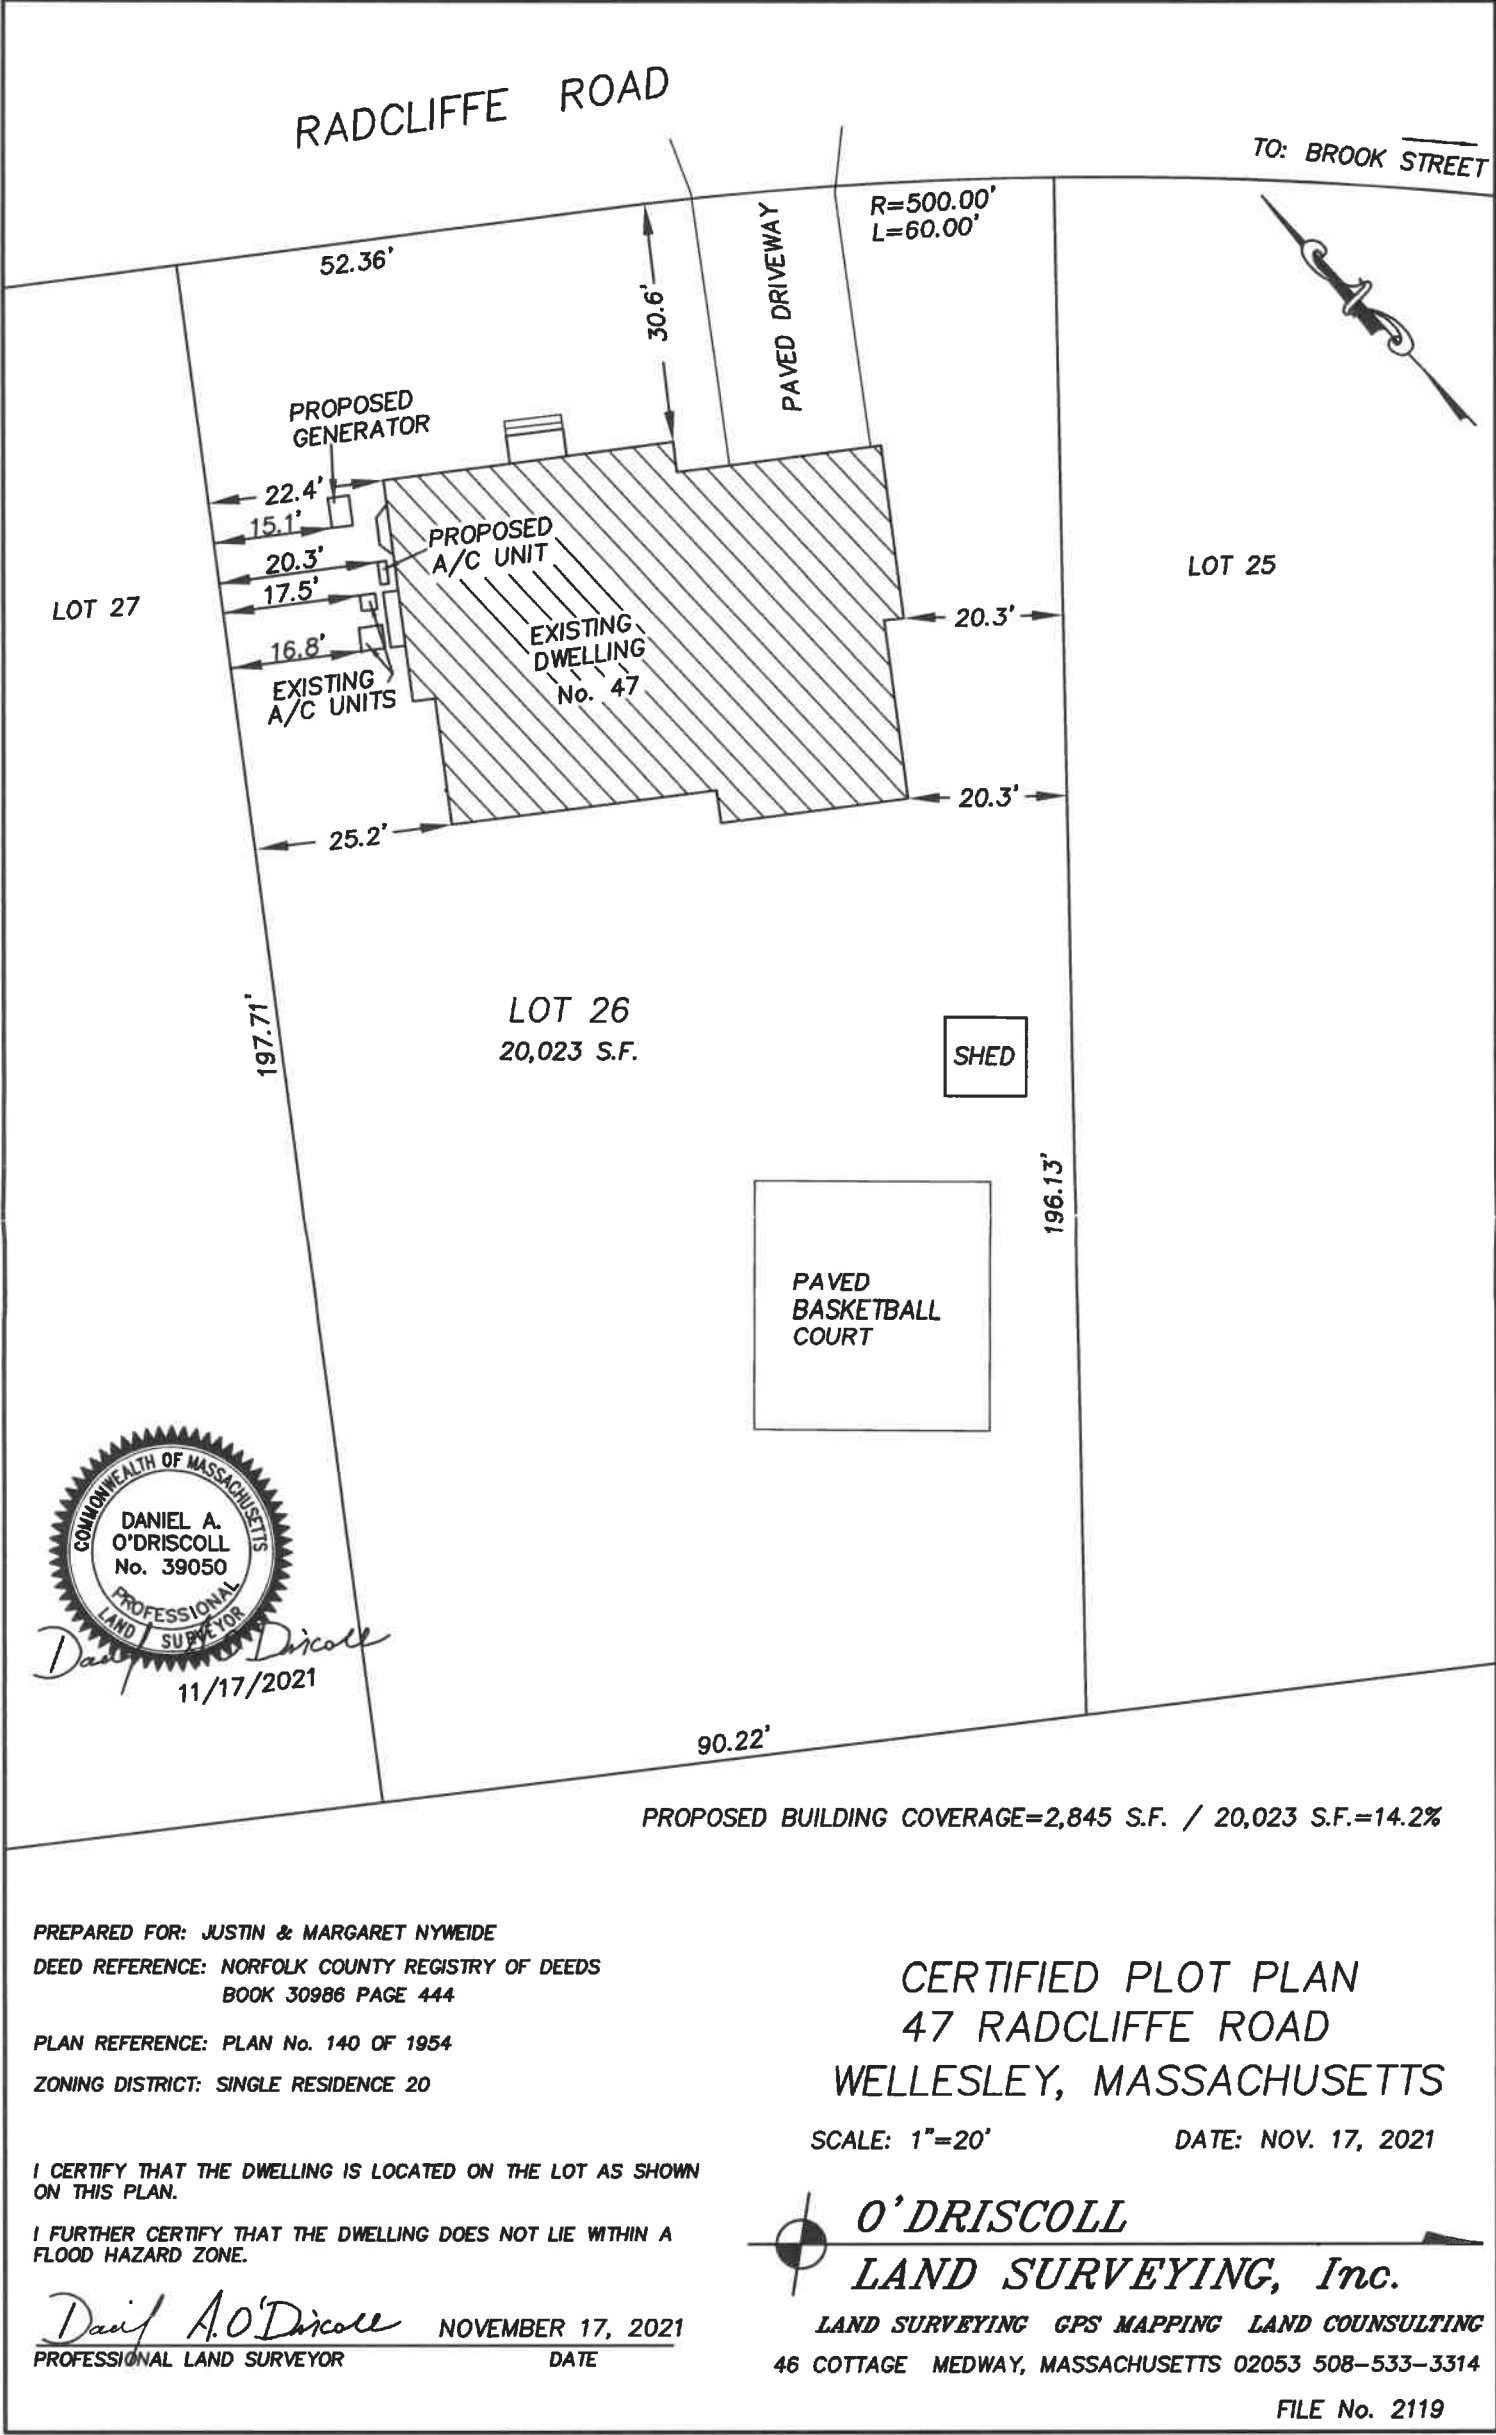 RADCLIFFE ROAD
TO: BROOK STREET
R=500.00'
L=60.00'
52.36'
30.6'
PAVED DRIVEWAY
PROPOSED
GENERATOR
22.4'
15.1'
20.3'
17.5'
16.8'
PROPOSED
A/C UNIT
EXISTING
A/C UNITS
EXISTING
DWELLING
No. 47
LOT 27
LOT 25
20.3'
20.3'
25.2'
197.71'
LOT 26
20,023 S.F.
SHED
196.13'
PAVED
BASKETBALL
COURT
COMMONWEALTH OF MASSACHUSETTS
DANIEL A.
O'DRISCOLL
No. 39050
PROFESSIONAL
LAND SURVEYOR
Daniel A. O'Driscoll
11/17/2021
90.22'
PROPOSED BUILDING COVERAGE=2,845 S.F. / 20,023 S.F.=14.2%
PREPARED FOR: JUSTIN & MARGARET NYWEIDE
DEED REFERENCE: NORFOLK COUNTY REGISTRY OF DEEDS
BOOK 30986 PAGE 444
PLAN REFERENCE: PLAN No. 140 OF 1954
ZONING DISTRICT: SINGLE RESIDENCE 20
I CERTIFY THAT THE DWELLING IS LOCATED ON THE LOT AS SHOWN
ON THIS PLAN.
I FURTHER CERTIFY THAT THE DWELLING DOES NOT LIE WITHIN A
FLOOD HAZARD ZONE.
Daniel A. O'Driscoll NOVEMBER 17, 2021
PROFESSIONAL LAND SURVEYOR DATE
CERTIFIED PLOT PLAN
47 RADCLIFFE ROAD
WELLESLEY, MASSACHUSETTS
SCALE: 1"=20' DATE: NOV. 17, 2021
O'DRISCOLL
LAND SURVEYING, Inc.
LAND SURVEYING GPS MAPPING LAND COUNSULTING
46 COTTAGE MEDWAY, MASSACHUSETTS 02053 508-533-3314
FILE No. 2119